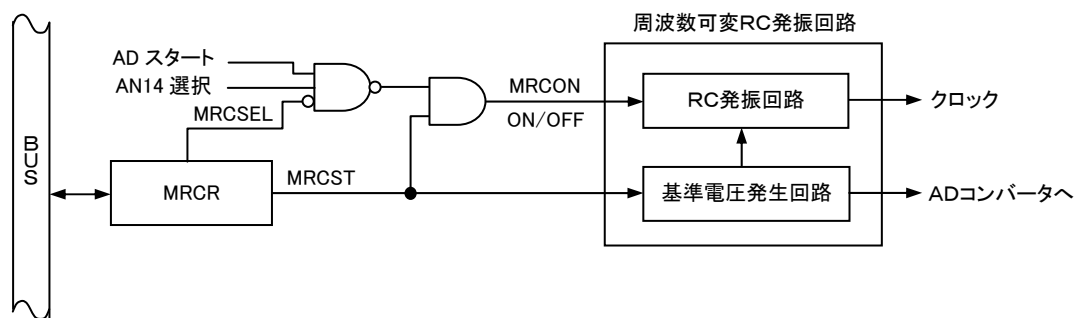 周波数可変RC発振回路
AD スタート
AN14 選択
MRCSEL
MRCON
ON/OFF
RC発振回路
クロック
BUS
MRCR
MRCST
基準電圧発生回路
ADコンバータへ